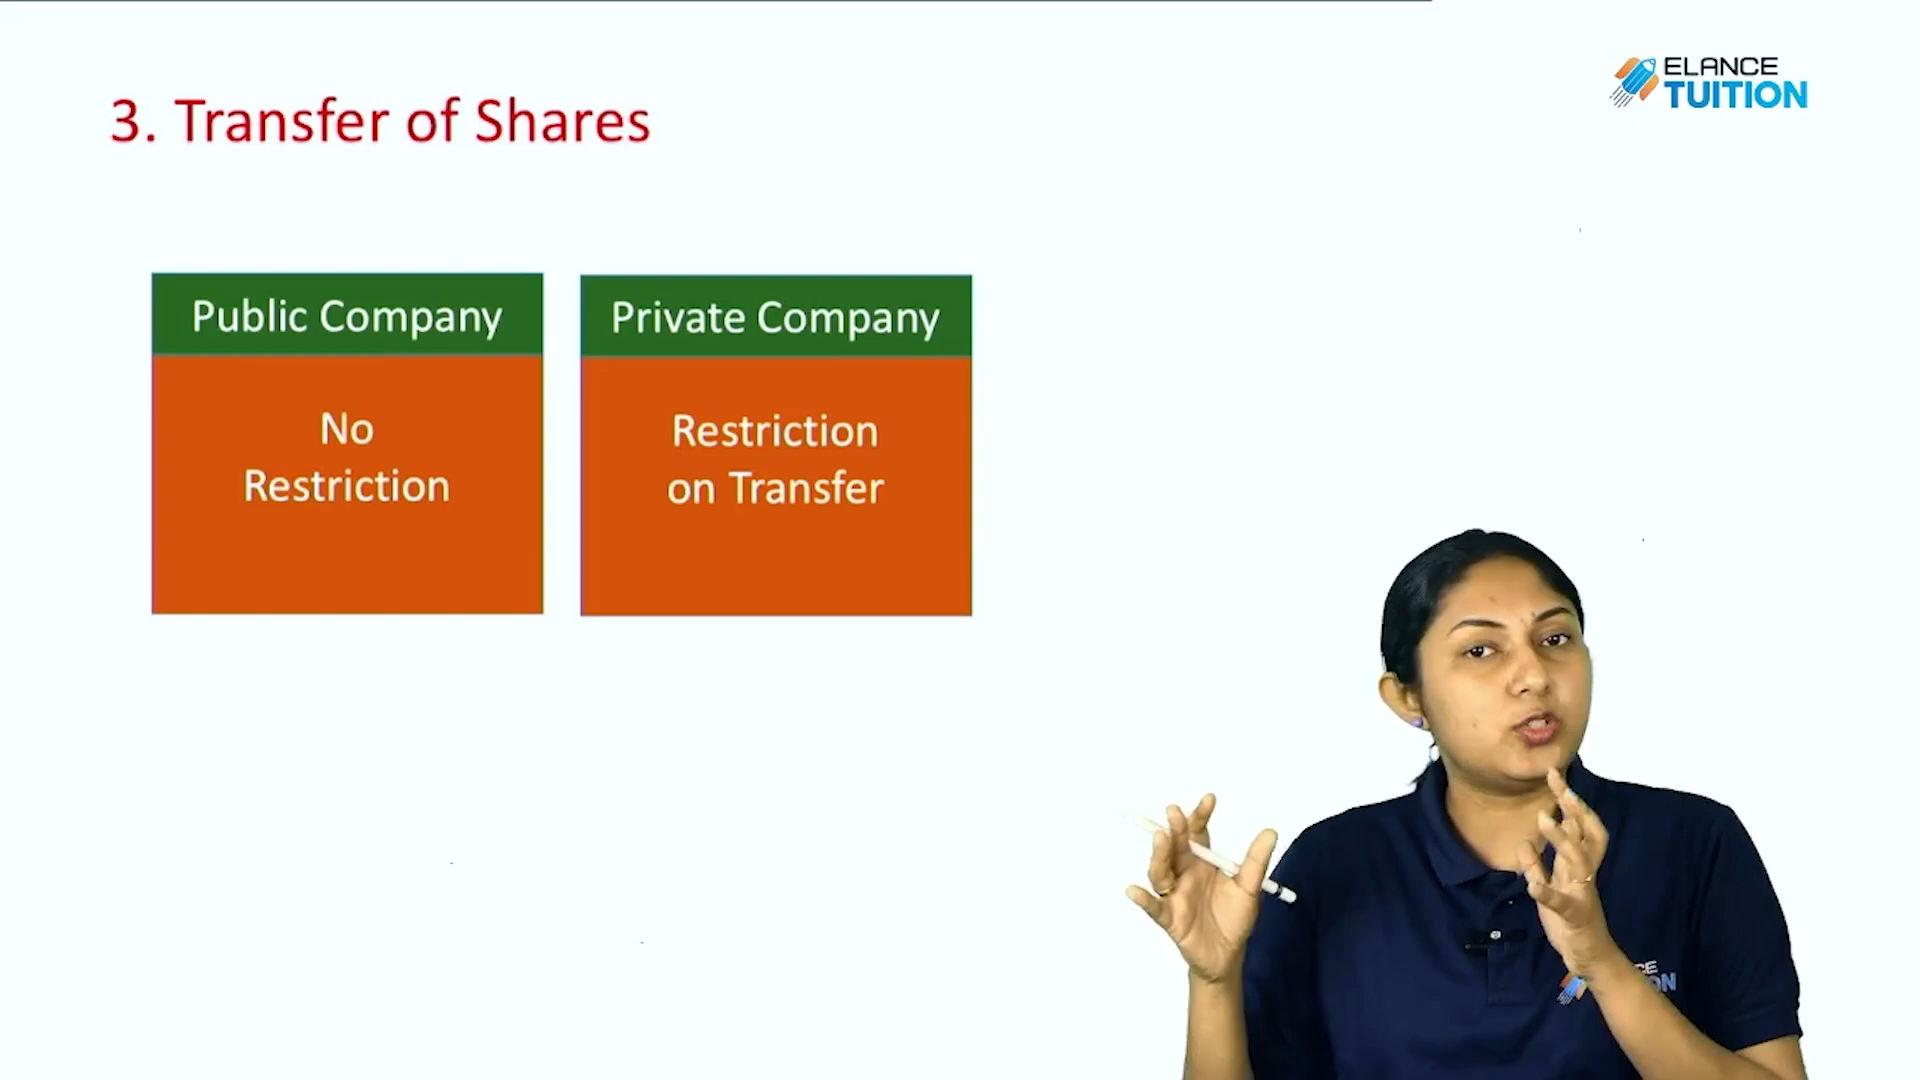 ELANCE
TUITION
3. Transfer of Shares
Public Company
No
Restriction
Private Company
Restriction
on Transfer